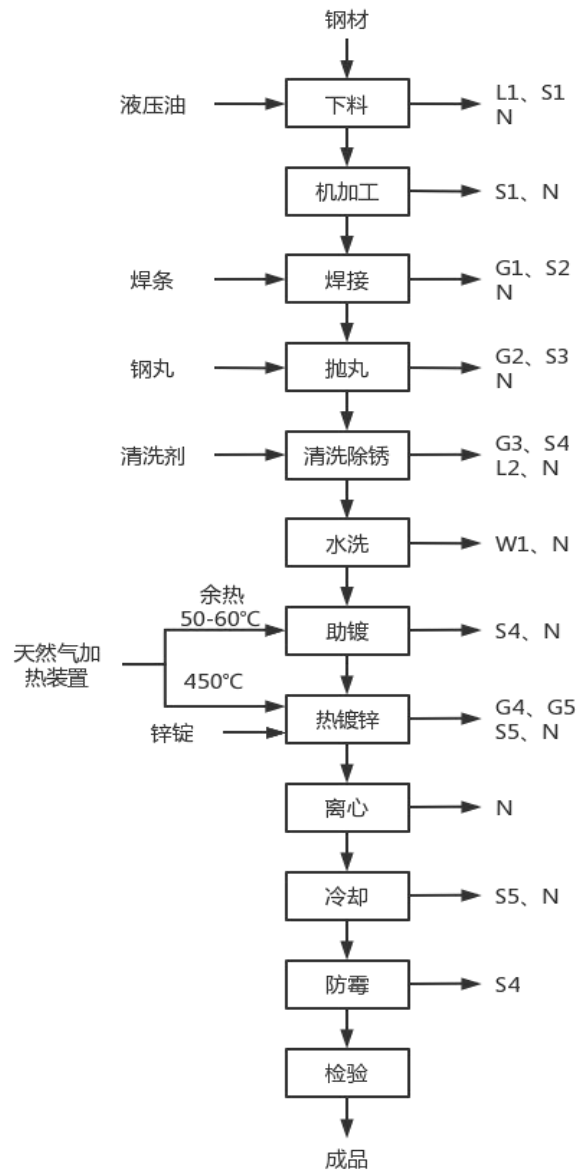 钢材
液压油
下料
L1、S1
N
机加工
S1、N
焊条
焊接
G1、S2
N
钢丸
抛丸
G2、S3
N
清洗剂
清洗除锈
G3、S4
L2、N
水洗
W1、N
余热
50-60℃
助镀
S4、N
天然气加
热装置
450℃
锌锭
热镀锌
G4、G5
S5、N
离心
N
冷却
S5、N
防霉
S4
检验
成品